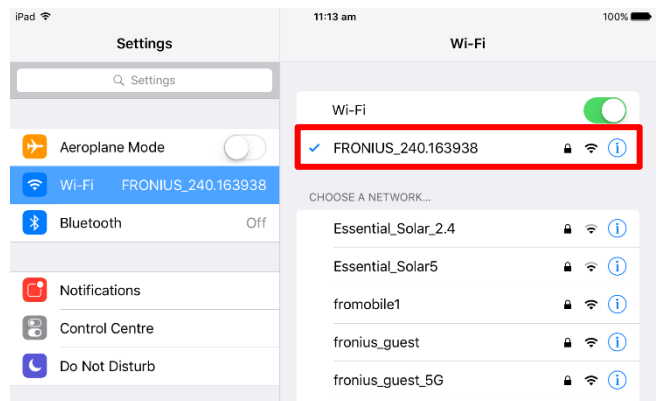 iPad 11:13 am 100%
Settings
Wi-Fi
Settings
Wi-Fi
Aeroplane Mode
FRONIUS_240.163938
Wi-Fi FRONIUS_240.163938
CHOOSE A NETWORK...
Bluetooth Off
Essential_Solar_2.4
Essential_Solar5
Notifications
fromobile1
Control Centre
fronius_guest
Do Not Disturb
fronius_guest_5G